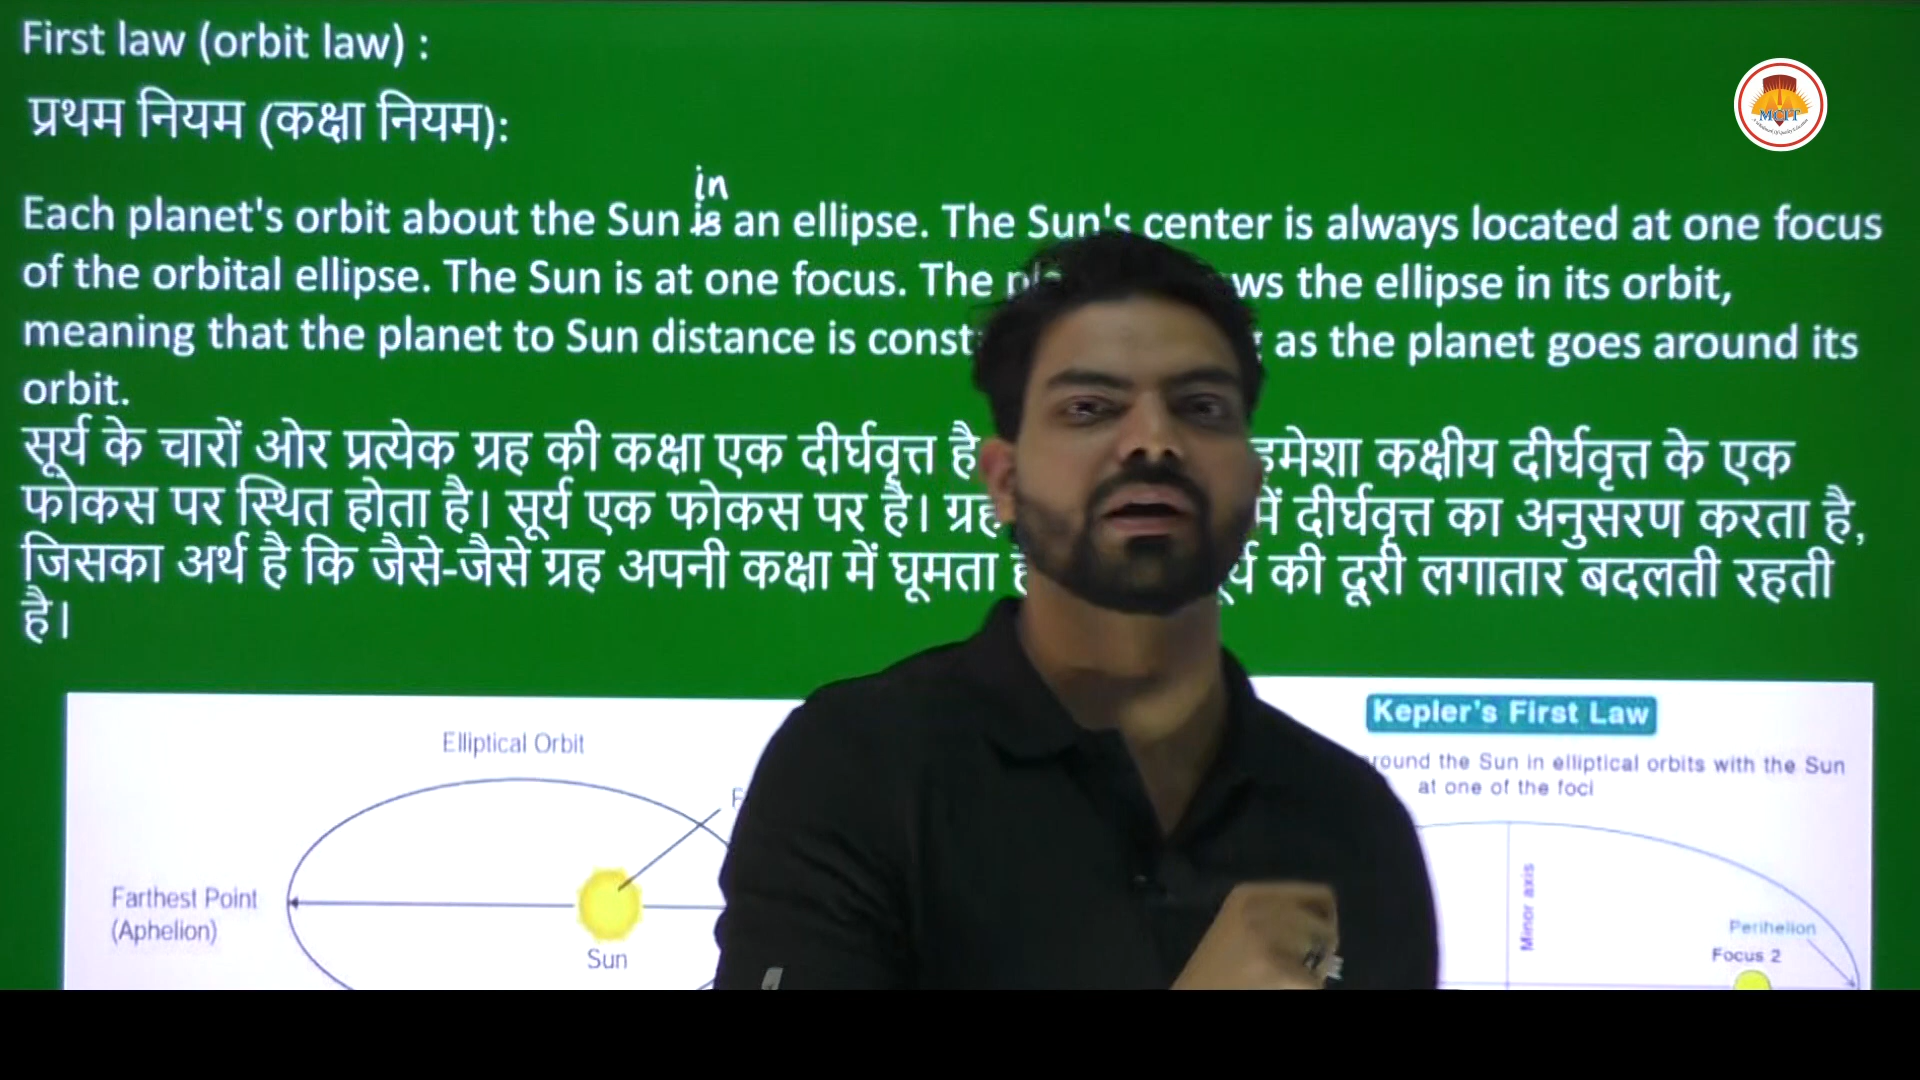 First law (orbit law) :
प्रथम नियम (कक्षा नियम):
in
Each planet's orbit about the Sun is an ellipse. The Sun's center is always located at one focus
of the orbital ellipse. The Sun is at one focus. The ws the ellipse in its orbit,
meaning that the planet to Sun distance is const as the planet goes around its
orbit.
सूर्य के चारों ओर प्रत्येक ग्रह की कक्षा एक दीर्घवृत्त है हमेशा कक्षीय दीर्घवृत्त के एक
फोकस पर स्थित होता है। सूर्य एक फोकस पर है। ग्रह में दीर्घवृत्त का अनुसरण करता है,
जिसका अर्थ है कि जैसे-जैसे ग्रह अपनी कक्षा में घूमता की दूरी लगातार बदलती रहती
है।
MCIT
Elliptical Orbit
Farthest Point
(Aphelion)
Sun
Kepler's First Law
round the Sun in elliptical orbits with the Sun
at one of the foci
Minor axis
Perihelion
Focus 2